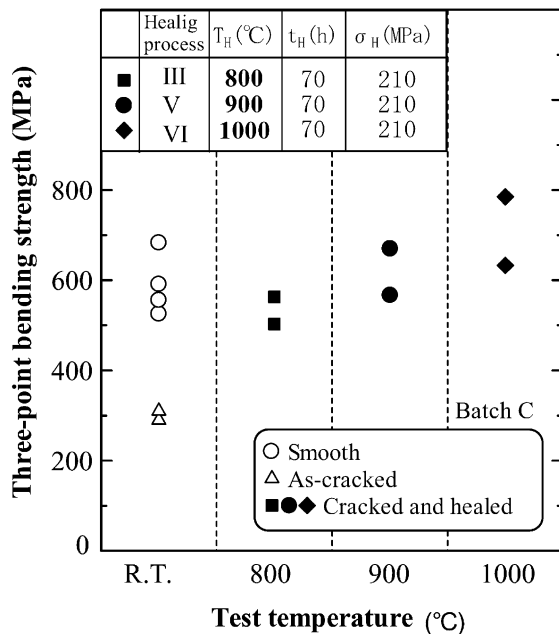 Healig process T_H (℃) t_H (h) σ_H (MPa)
■ III 800 70 210
● V 900 70 210
◆ VI 1000 70 210
Three-point bending strength (MPa)
800
600
400
200
0
Batch C
○ Smooth
△ As-cracked
■●◆ Cracked and healed
R.T. 800 900 1000
Test temperature (℃)